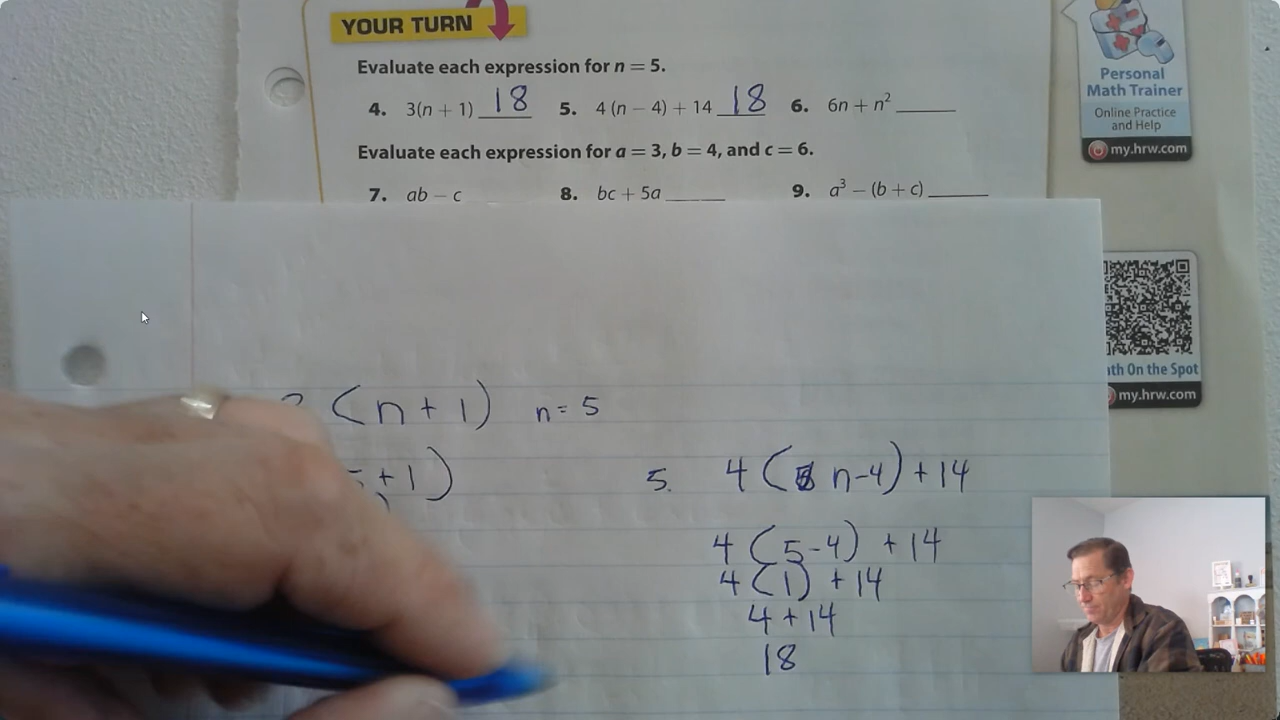 YOUR TURN
Evaluate each expression for n = 5.
4. 3(n + 1) 18 5. 4 (n − 4) + 14 18 6. 6n + n²
Evaluate each expression for a = 3, b = 4, and c = 6.
7. ab − c 8. bc + 5a 9. a³ − (b + c)
Personal
Math Trainer
Online Practice
and Help
my.hrw.com
ath On the Spot
my.hrw.com
(n + 1) n = 5
+ 1)
5. 4 ( n − 4) + 14
4 (5 − 4) + 14
4 (1) + 14
4 + 14
18